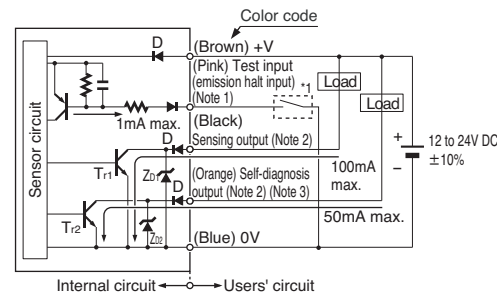 Color code
D
(Brown) +V
(Pink) Test input
(emission halt input)
(Note 1)
*1
Load
Load
1mA max.
(Black)
Sensing output (Note 2)
D
Sensor circuit
Tr1
ZD1
100mA
max.
+
−
12 to 24V DC
±10%
D
(Orange) Self-diagnosis
output (Note 2) (Note 3)
50mA max.
Tr2
ZD2
(Blue) 0V
Internal circuit
Users' circuit